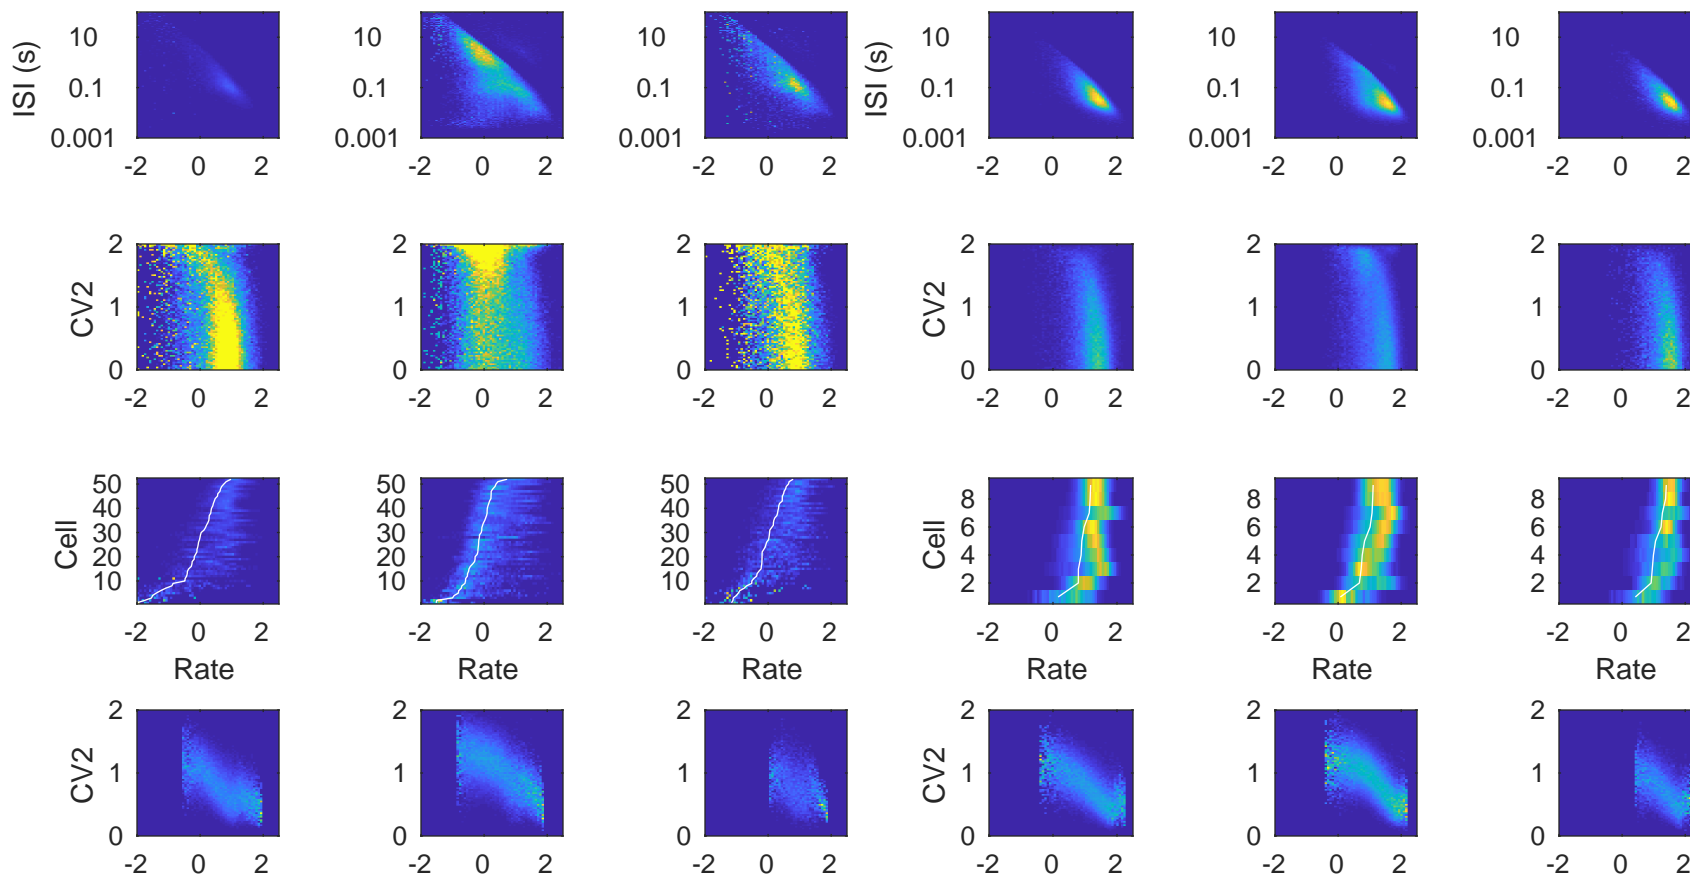 ISI (s) 10 0.1 0.001 -2 0 2
10 0.1 0.001 -2 0 2
10 0.1 0.001 -2 0 2
ISI (s) 10 0.1 0.001 -2 0 2
10 0.1 0.001 -2 0 2
10 0.1 0.001 -2 0 2
CV2 2 1 0 -2 0 2
2 1 0 -2 0 2
2 1 0 -2 0 2
CV2 2 1 0 -2 0 2
2 1 0 -2 0 2
2 1 0 -2 0 2
Cell 50 40 30 20 10 -2 0 2 Rate
50 40 30 20 10 -2 0 2 Rate
50 40 30 20 10 -2 0 2 Rate
Cell 8 6 4 2 -2 0 2 Rate
8 6 4 2 -2 0 2 Rate
8 6 4 2 -2 0 2 Rate
CV2 2 1 0 -2 0 2
2 1 0 -2 0 2
2 1 0 -2 0 2
CV2 2 1 0 -2 0 2
2 1 0 -2 0 2
2 1 0 -2 0 2